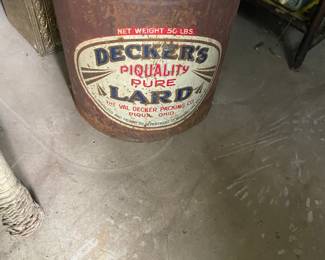 NET WEIGHT 50 LBS.
DECKER'S
PIQUALITY
PURE
LARD
THE VAL DECKER PACKING CO.
PIQUA, OHIO